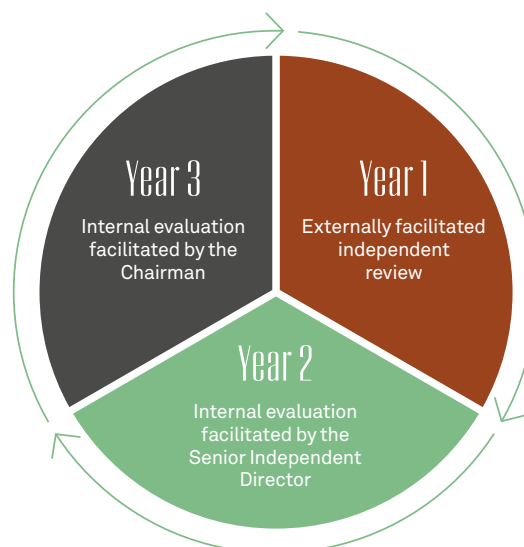 Year 3
Internal evaluation
facilitated by the
Chairman
Year 1
Externally facilitated
independent
review
Year 2
Internal evaluation
facilitated by the
Senior Independent
Director